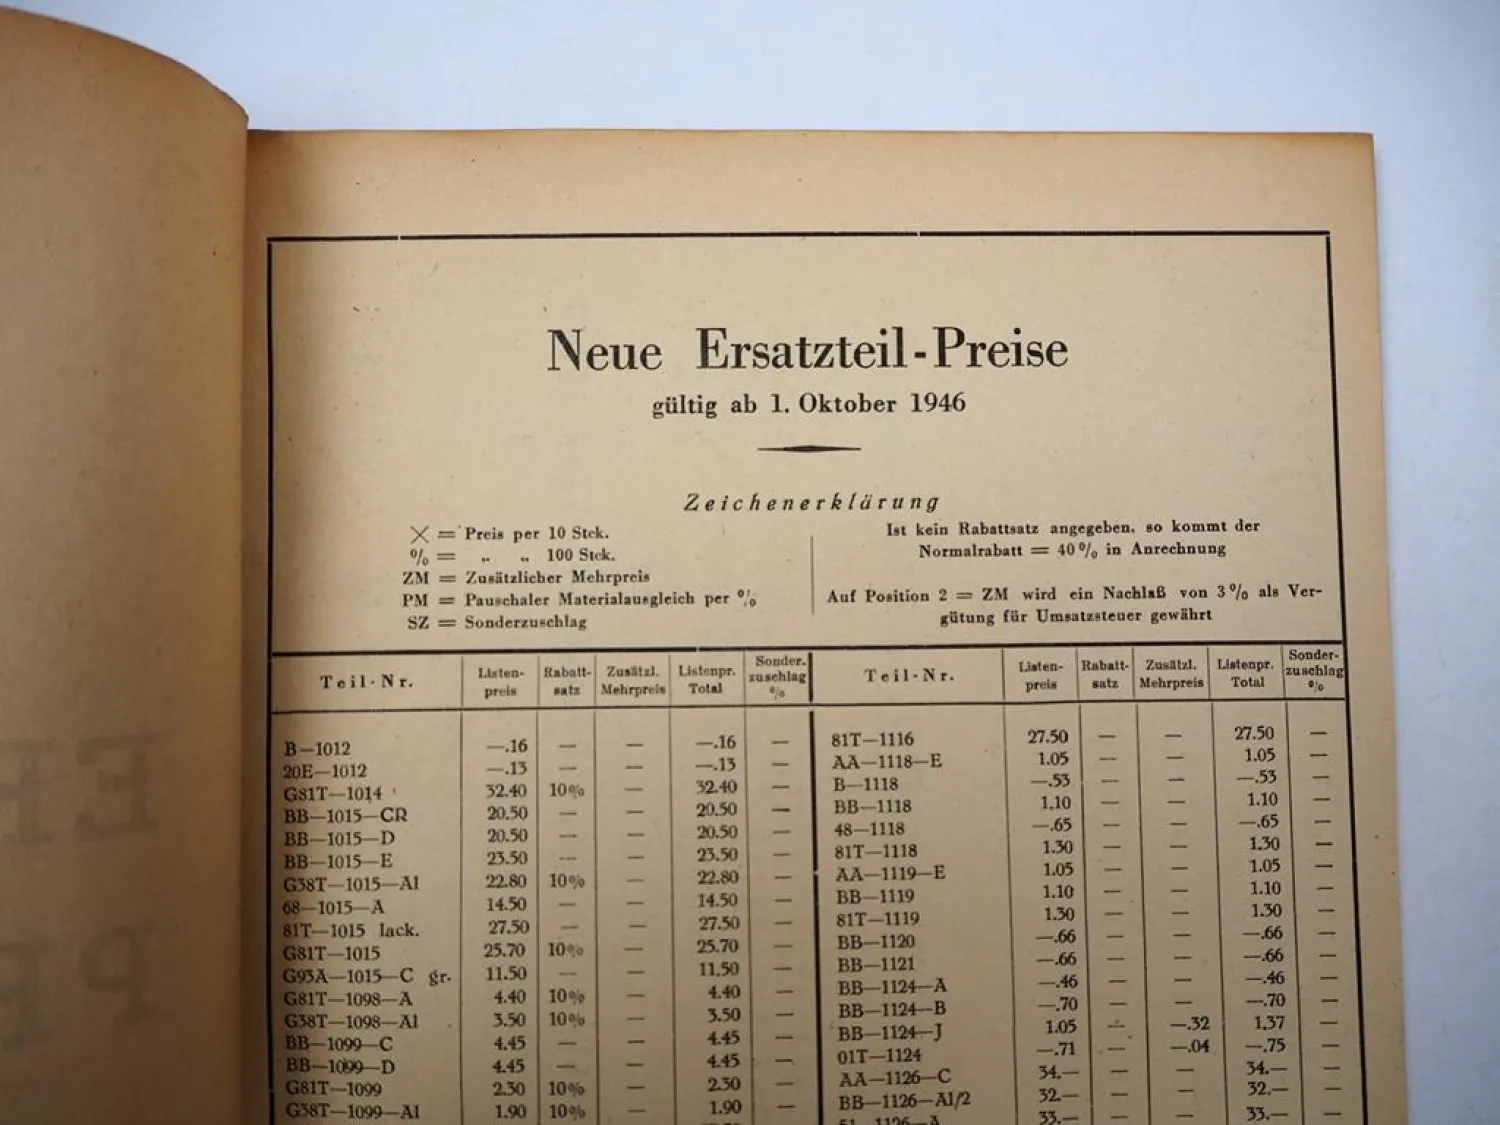 Neue Ersatzteil-Preise
gültig ab 1. Oktober 1946
Zeichenerklärung
✕ = Preis per 10 Stck.
% = „ „ 100 Stck.
ZM = Zusätzlicher Mehrpreis
PM = Pauschaler Materialausgleich per %
SZ = Sonderzuschlag
Ist kein Rabattsatz angegeben, so kommt der
Normalrabatt = 40 % in Anrechnung
Auf Position 2 = ZM wird ein Nachlaß von 3 % als Ver-
gütung für Umsatzsteuer gewährt
Teil-Nr. Listen-preis Rabatt-satz Zusätzl. Mehrpreis Listenpr. Total Sonder-zuschlag %
B—1012 —.16 — — —.16 —
20E—1012 —.13 — — —.13 —
G81T—1014 32.40 10% — 32.40 —
BB—1015—CR 20.50 — — 20.50 —
BB—1015—D 20.50 — — 20.50 —
BB—1015—E 23.50 — — 23.50 —
G38T—1015—A1 22.80 10% — 22.80 —
68—1015—A 14.50 — — 14.50 —
81T—1015 lack. 27.50 — — 27.50 —
G81T—1015 25.70 10% — 25.70 —
G93A—1015—C gr. 11.50 — — 11.50 —
G81T—1098—A 4.40 10% — 4.40 —
G38T—1098—A1 3.50 10% — 3.50 —
BB—1099—C 4.45 — — 4.45 —
BB—1099—D 4.45 — — 4.45 —
G81T—1099 2.30 10% — 2.30 —
G38T—1099—A1 1.90 10% — 1.90 —
Teil-Nr. Listen-preis Rabatt-satz Zusätzl. Mehrpreis Listenpr. Total Sonder-zuschlag %
81T—1116 27.50 — — 27.50 —
AA—1118—E 1.05 — — 1.05 —
B—1118 —.53 — — —.53 —
BB—1118 1.10 — — 1.10 —
48—1118 —.65 — — —.65 —
81T—1118 1.30 — — 1.30 —
AA—1119—E 1.05 — — 1.05 —
BB—1119 1.10 — — 1.10 —
81T—1119 1.30 — — 1.30 —
BB—1120 —.66 — — —.66 —
BB—1121 —.66 — — —.66 —
BB—1124—A —.46 — — —.46 —
BB—1124—B —.70 — — —.70 —
BB—1124—J 1.05 — —.32 1.37 —
01T—1124 —.71 — —.04 —.75 —
AA—1126—C 34.— — — 34.— —
BB—1126—A1/2 32.— — — 32.— —
51—1126—A 33.— — — 33.— —